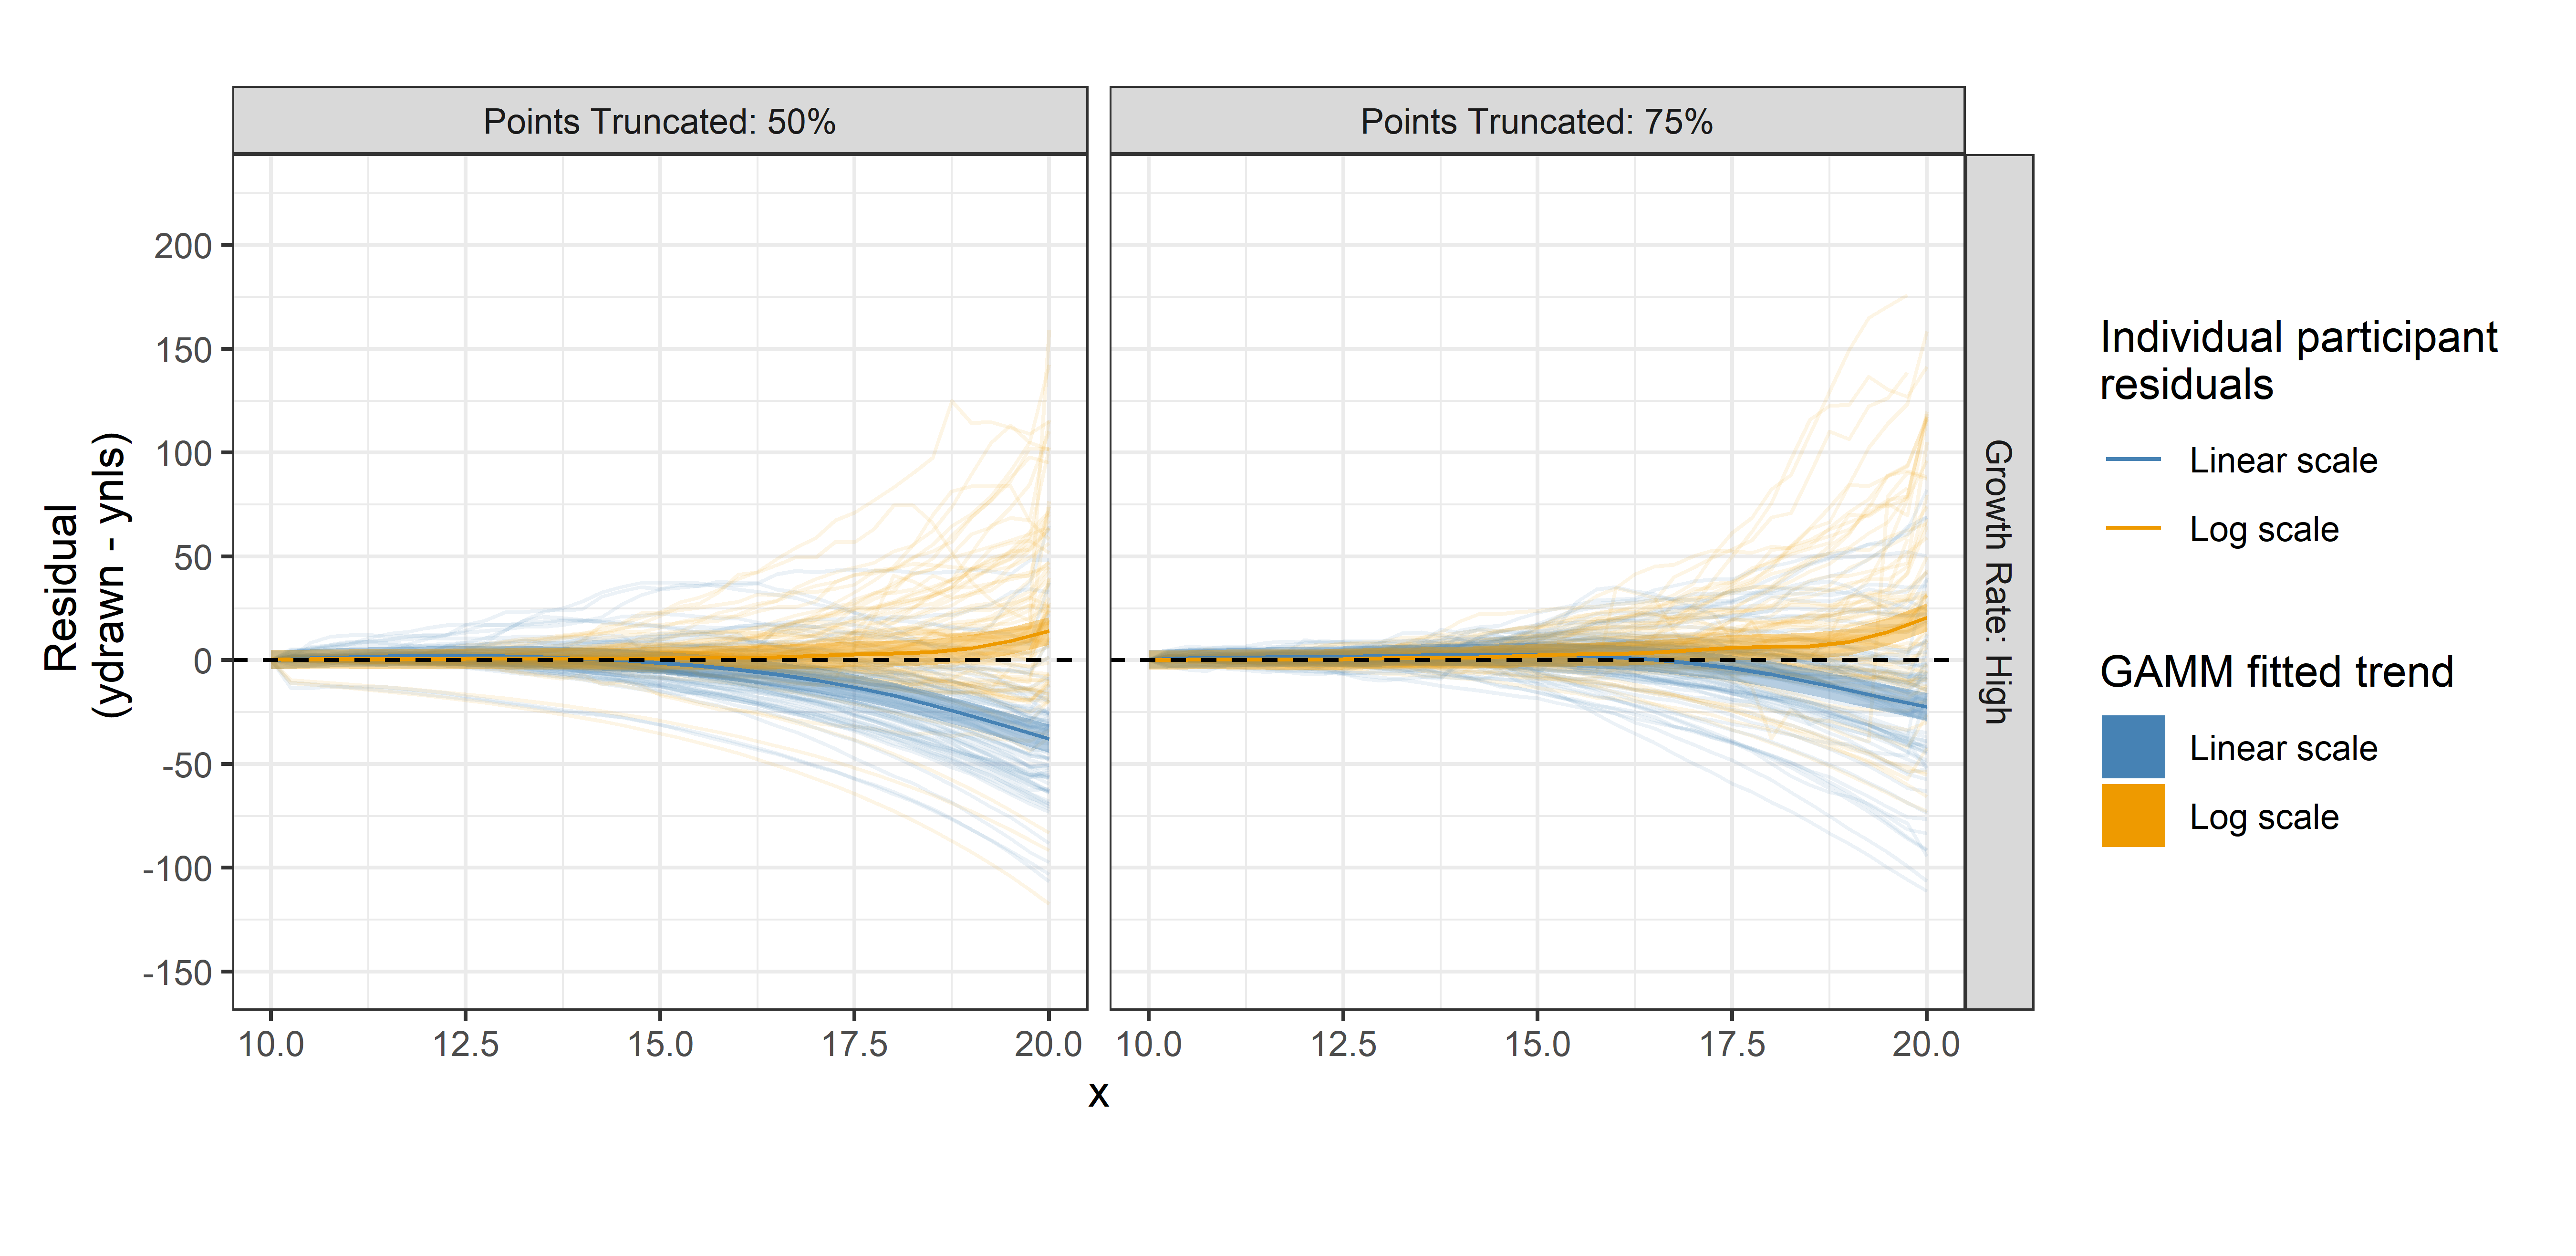 Points Truncated: 50%
Points Truncated: 75%
Growth Rate: High
Residual
(ydrawn - ynls)
200
150
100
50
0
-50
-100
-150
10.0
12.5
15.0
17.5
20.0
10.0
12.5
15.0
17.5
20.0
x
Individual participant
residuals
Linear scale
Log scale
GAMM fitted trend
Linear scale
Log scale